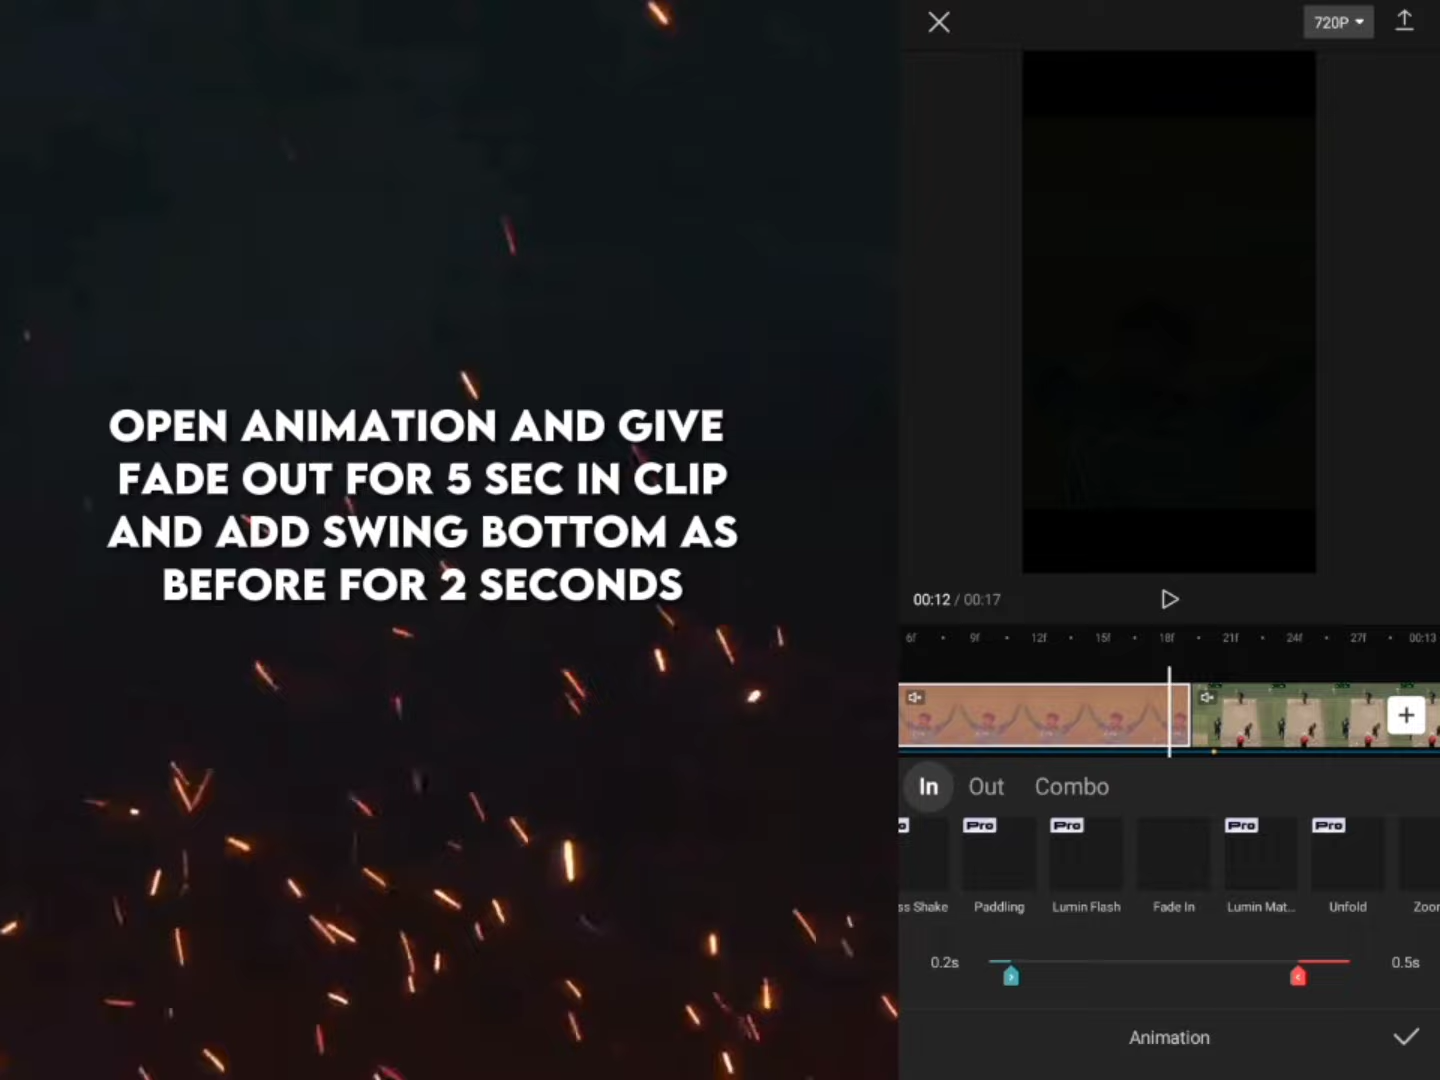 OPEN ANIMATION AND GIVE
FADE OUT FOR 5 SEC IN CLIP
AND ADD SWING BOTTOM AS
BEFORE FOR 2 SECONDS
720P
00:12 / 00:17
6f 9f 12f 15f 18f 21f 24f 27f 00:13
In Out Combo
Pro Pro Pro Pro
ss Shake Paddling Lumin Flash Fade In Lumin Mat... Unfold Zoor
0.2s 0.5s
Animation